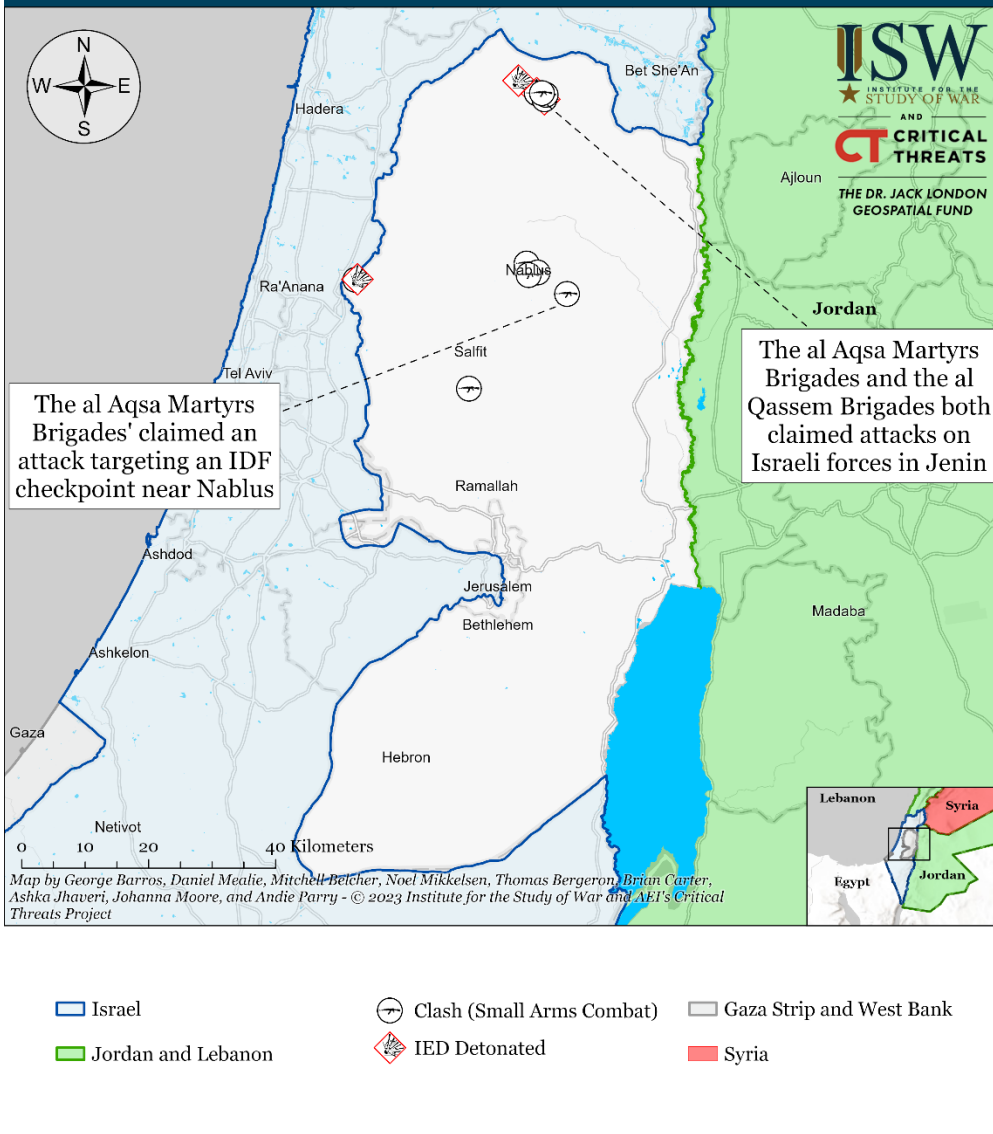 N
W
E
S
ISW
INSTITUTE FOR THE
STUDY OF WAR
AND
CT CRITICAL
THREATS
THE DR. JACK LONDON
GEOSPATIAL FUND
Bet She'An
Hadera
Ajloun
Nablus
Ra'Anana
Jordan
Salfit
Tel Aviv
The al Aqsa Martyrs
Brigades and the al
Qassem Brigades both
claimed attacks on
Israeli forces in Jenin
The al Aqsa Martyrs
Brigades' claimed an
attack targeting an IDF
checkpoint near Nablus
Ramallah
Ashdod
Jerusalem
Madaba
Bethlehem
Ashkelon
Gaza
Hebron
Netivot
Lebanon
Syria
Egypt
Jordan
0 10 20 40 Kilometers
Map by George Barros, Daniel Mealie, Mitchell Belcher, Noel Mikkelsen, Thomas Bergeron, Brian Carter,
Ashka Jhaveri, Johanna Moore, and Andie Parry - © 2023 Institute for the Study of War and AEI's Critical
Threats Project
Israel
Clash (Small Arms Combat)
Gaza Strip and West Bank
Jordan and Lebanon
IED Detonated
Syria